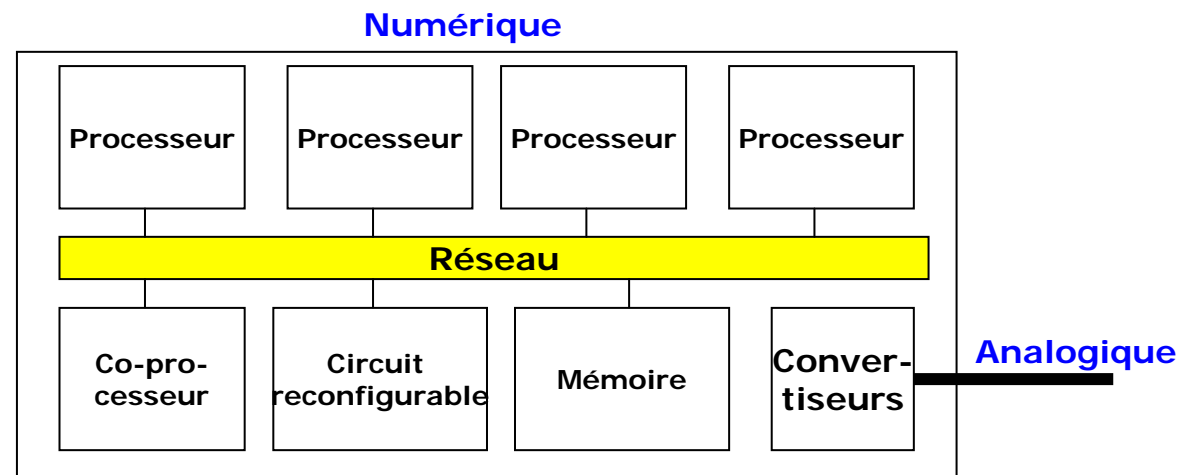 Numérique
Processeur
Processeur
Processeur
Processeur
Réseau
Co-pro-
cesseur
Circuit
reconfigurable
Mémoire
Conver-
tiseurs
Analogique